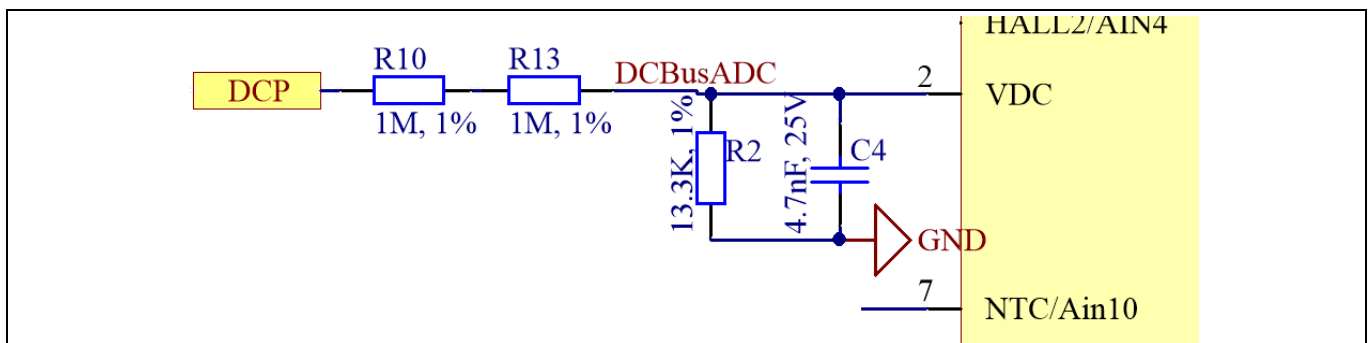 HALL2/AIN4
R10
R13
DCBusADC
2
DCP
VDC
1M, 1%
1M, 1%
13.3K, 1%
R2
4.7nF, 25V
C4
GND
7
NTC/Ain10